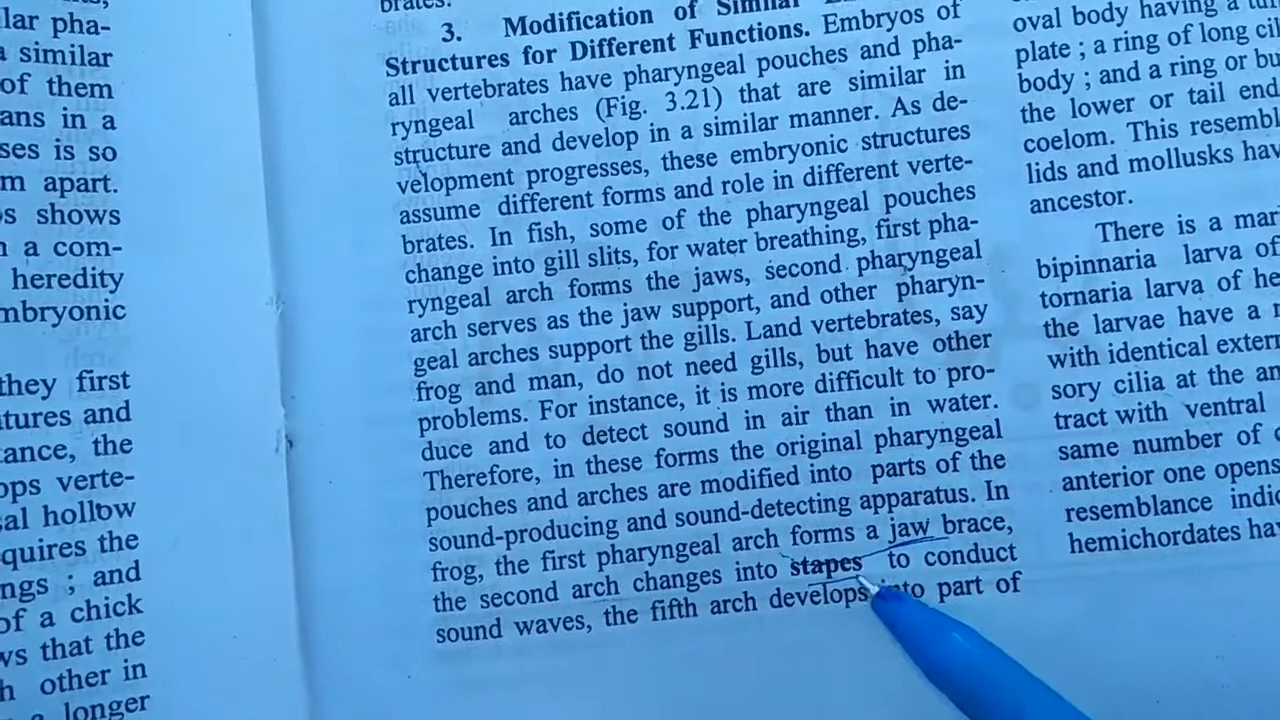 lar pha-
similar
of them
ans in a
ses is so
m apart.
s shows
a com-
heredity
mbryonic
they first
tures and
ance, the
ops verte-
al hollow
quires the
ngs ; and
of a chick
ws that the
h other in
longer
brates.
3. Modification of Similar
Structures for Different Functions. Embryos of
all vertebrates have pharyngeal pouches and pha-
ryngeal arches (Fig. 3.21) that are similar in
structure and develop in a similar manner. As de-
velopment progresses, these embryonic structures
assume different forms and role in different verte-
brates. In fish, some of the pharyngeal pouches
change into gill slits, for water breathing, first pha-
ryngeal arch forms the jaws, second pharyngeal
arch serves as the jaw support, and other pharyn-
geal arches support the gills. Land vertebrates, say
frog and man, do not need gills, but have other
problems. For instance, it is more difficult to pro-
duce and to detect sound in air than in water.
Therefore, in these forms the original pharyngeal
pouches and arches are modified into parts of the
sound-producing and sound-detecting apparatus. In
frog, the first pharyngeal arch forms a jaw brace,
the second arch changes into stapes to conduct
sound waves, the fifth arch develops into part of
oval body having a
plate ; a ring of long cil
body ; and a ring or bu
the lower or tail end
coelom. This resembl
lids and mollusks hav
ancestor.
There is a mar
bipinnaria larva of
tornaria larva of he
the larvae have a
with identical extern
sory cilia at the an
tract with ventral
same number of
anterior one opens
resemblance indic
hemichordates ha